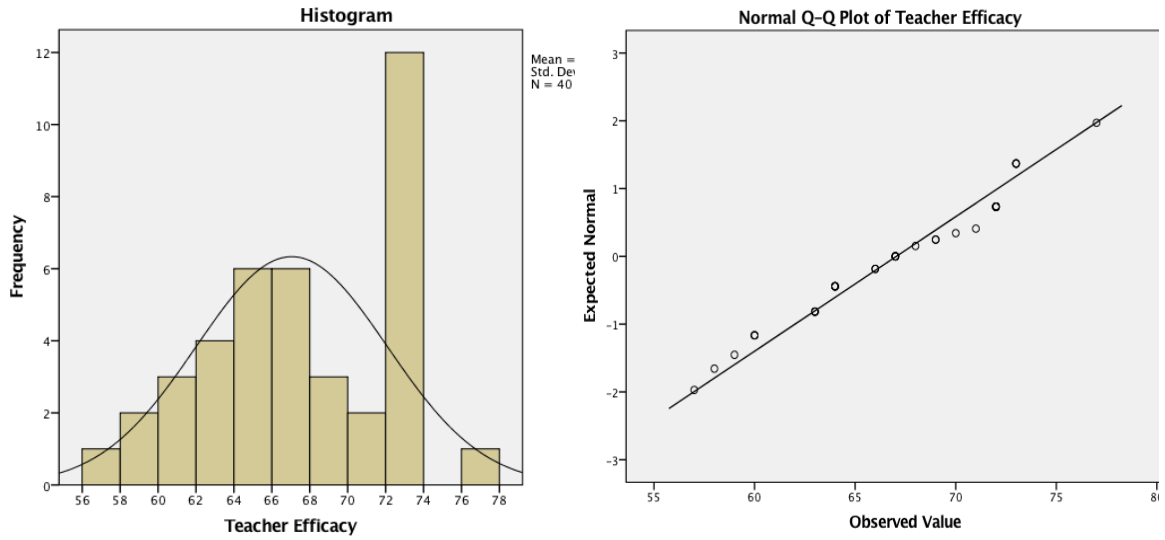 Histogram
12
10
8
6
4
2
0
Frequency
56 58 60 62 64 66 68 70 72 74 76 78
Teacher Efficacy
Mean =
Std.
N = 40
Normal Q-Q Plot of Teacher Efficacy
3
2
1
0
-1
-2
-3
Expected Normal
55 60 65 70 75
Observed Value